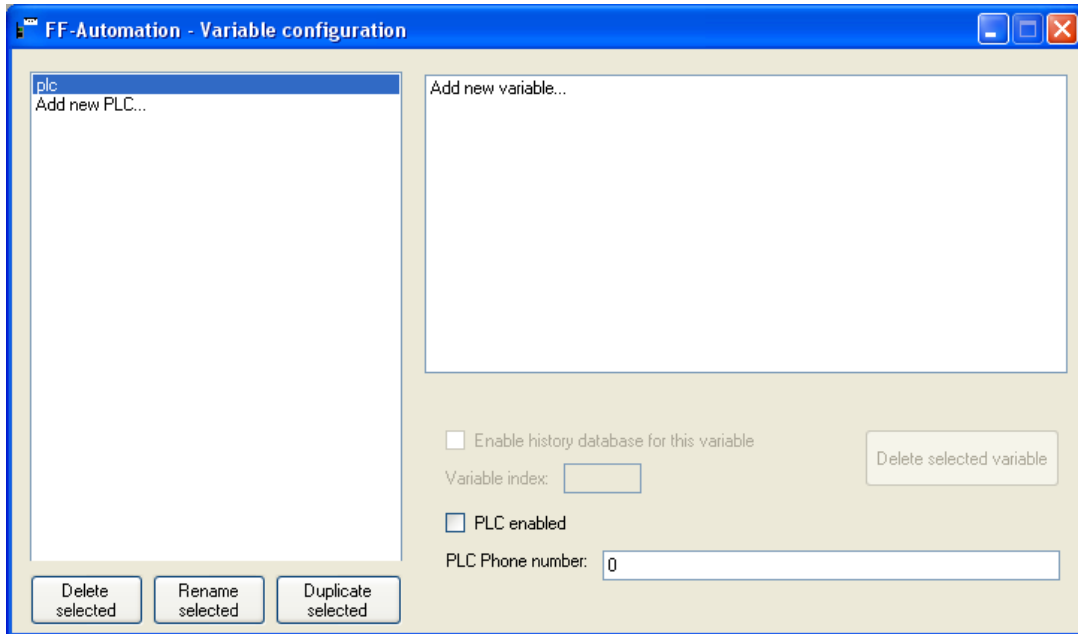 FF-Automation - Variable configuration
plc
Add new PLC...
Add new variable...
Enable history database for this variable
Variable index:
Delete selected variable
PLC enabled
PLC Phone number: 0
Delete
selected
Rename
selected
Duplicate
selected